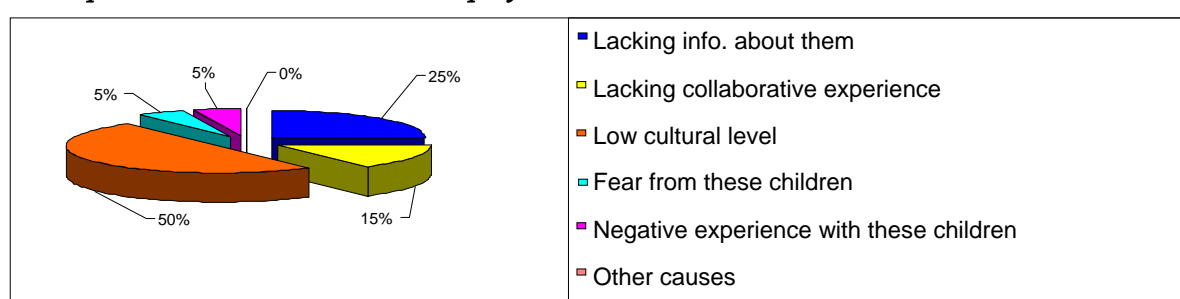 5%
0%
25%
5%
50%
15%
Lacking info. about them
Lacking collaborative experience
Low cultural level
Fear from these children
Negative experience with these children
Other causes